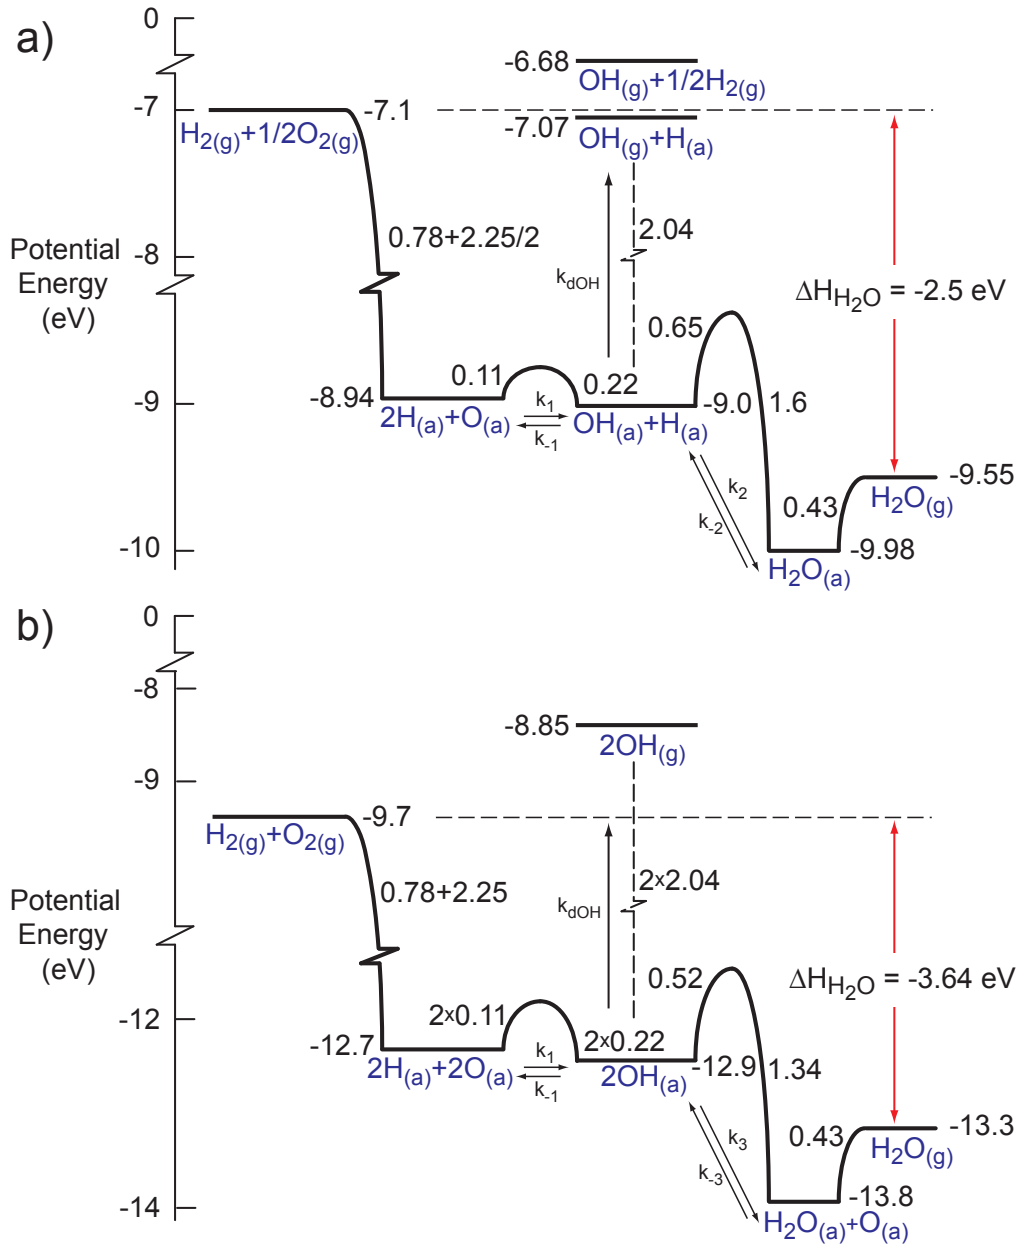 a)
0
-6.68
OH(g)+1/2H2(g)
-7
-7.1
H2(g)+1/2O2(g)
-7.07
OH(g)+H(a)
0.78+2.25/2
2.04
Potential
Energy
(eV)
-8
kdOH
ΔHH2O = -2.5 eV
0.65
0.11
0.22
-8.94
-9
2H(a)+O(a)
k1
k-1
OH(a)+H(a)
-9.0
1.6
k2
k-2
0.43
H2O(g)
-9.55
-10
-9.98
H2O(a)
b)
0
-8
-8.85
2OH(g)
-9
-9.7
H2(g)+O2(g)
0.78+2.25
2x2.04
Potential
Energy
(eV)
kdOH
0.52
ΔHH2O = -3.64 eV
-12
2x0.11
2x0.22
-12.7
2H(a)+2O(a)
k1
k-1
2OH(a)
-12.9
1.34
k3
k-3
0.43
H2O(g)
-13.3
-14
-13.8
H2O(a)+O(a)